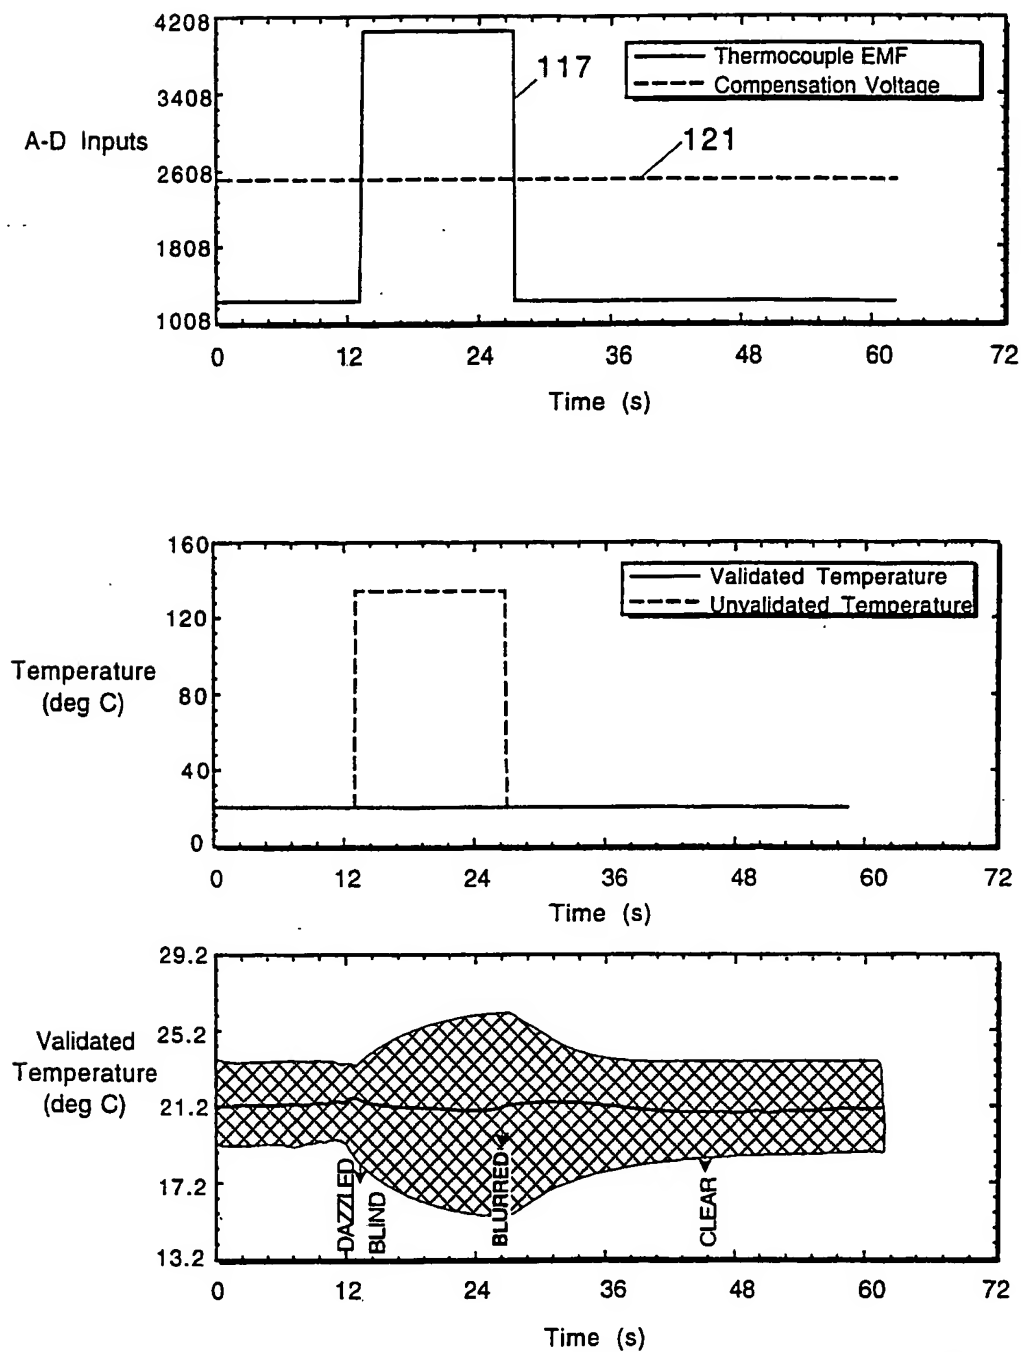 4208
3408
2608
1808
1008
A-D Inputs
Thermocouple EMF
Compensation Voltage
117
121
0 12 24 36 48 60 72
Time (s)
160
120
80
40
0
Temperature
(deg C)
Validated Temperature
Unvalidated Temperature
0 12 24 36 48 60 72
Time (s)
29.2
25.2
21.2
17.2
13.2
Validated
Temperature
(deg C)
DAZZLED
BLIND
BLURRED
CLEAR
0 12 24 36 48 60 72
Time (s)